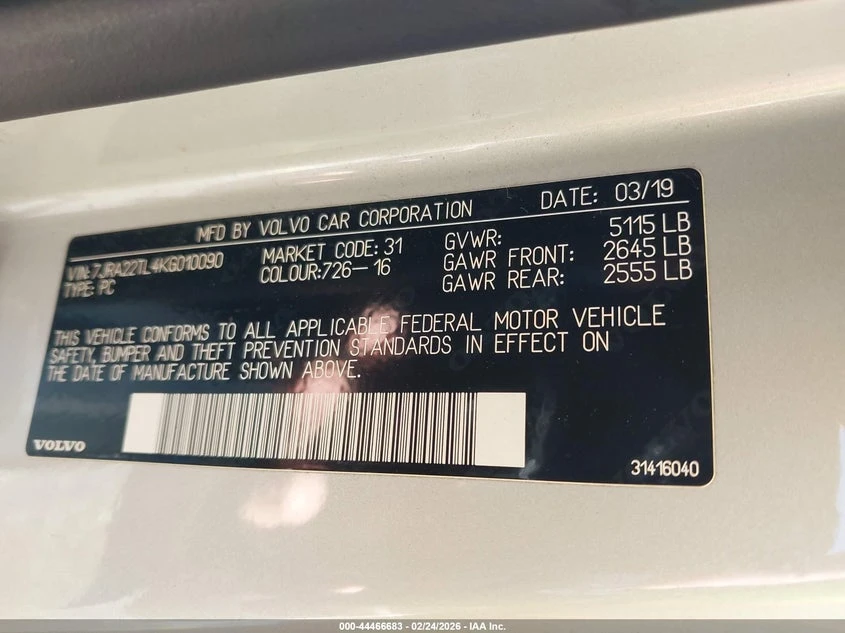 MFD BY VOLVO CAR CORPORATION DATE: 03/19
VIN: 7JRA22TL4KG010090 MARKET CODE: 31 GVWR: 5115 LB
TYPE: PC COLOUR:726-16 GAWR FRONT: 2645 LB
GAWR REAR: 2555 LB
THIS VEHICLE CONFORMS TO ALL APPLICABLE FEDERAL MOTOR VEHICLE
SAFETY, BUMPER AND THEFT PREVENTION STANDARDS IN EFFECT ON
THE DATE OF MANUFACTURE SHOWN ABOVE.
VOLVO
31416040
000-44466683 - 02/24/2026 - IAA Inc.